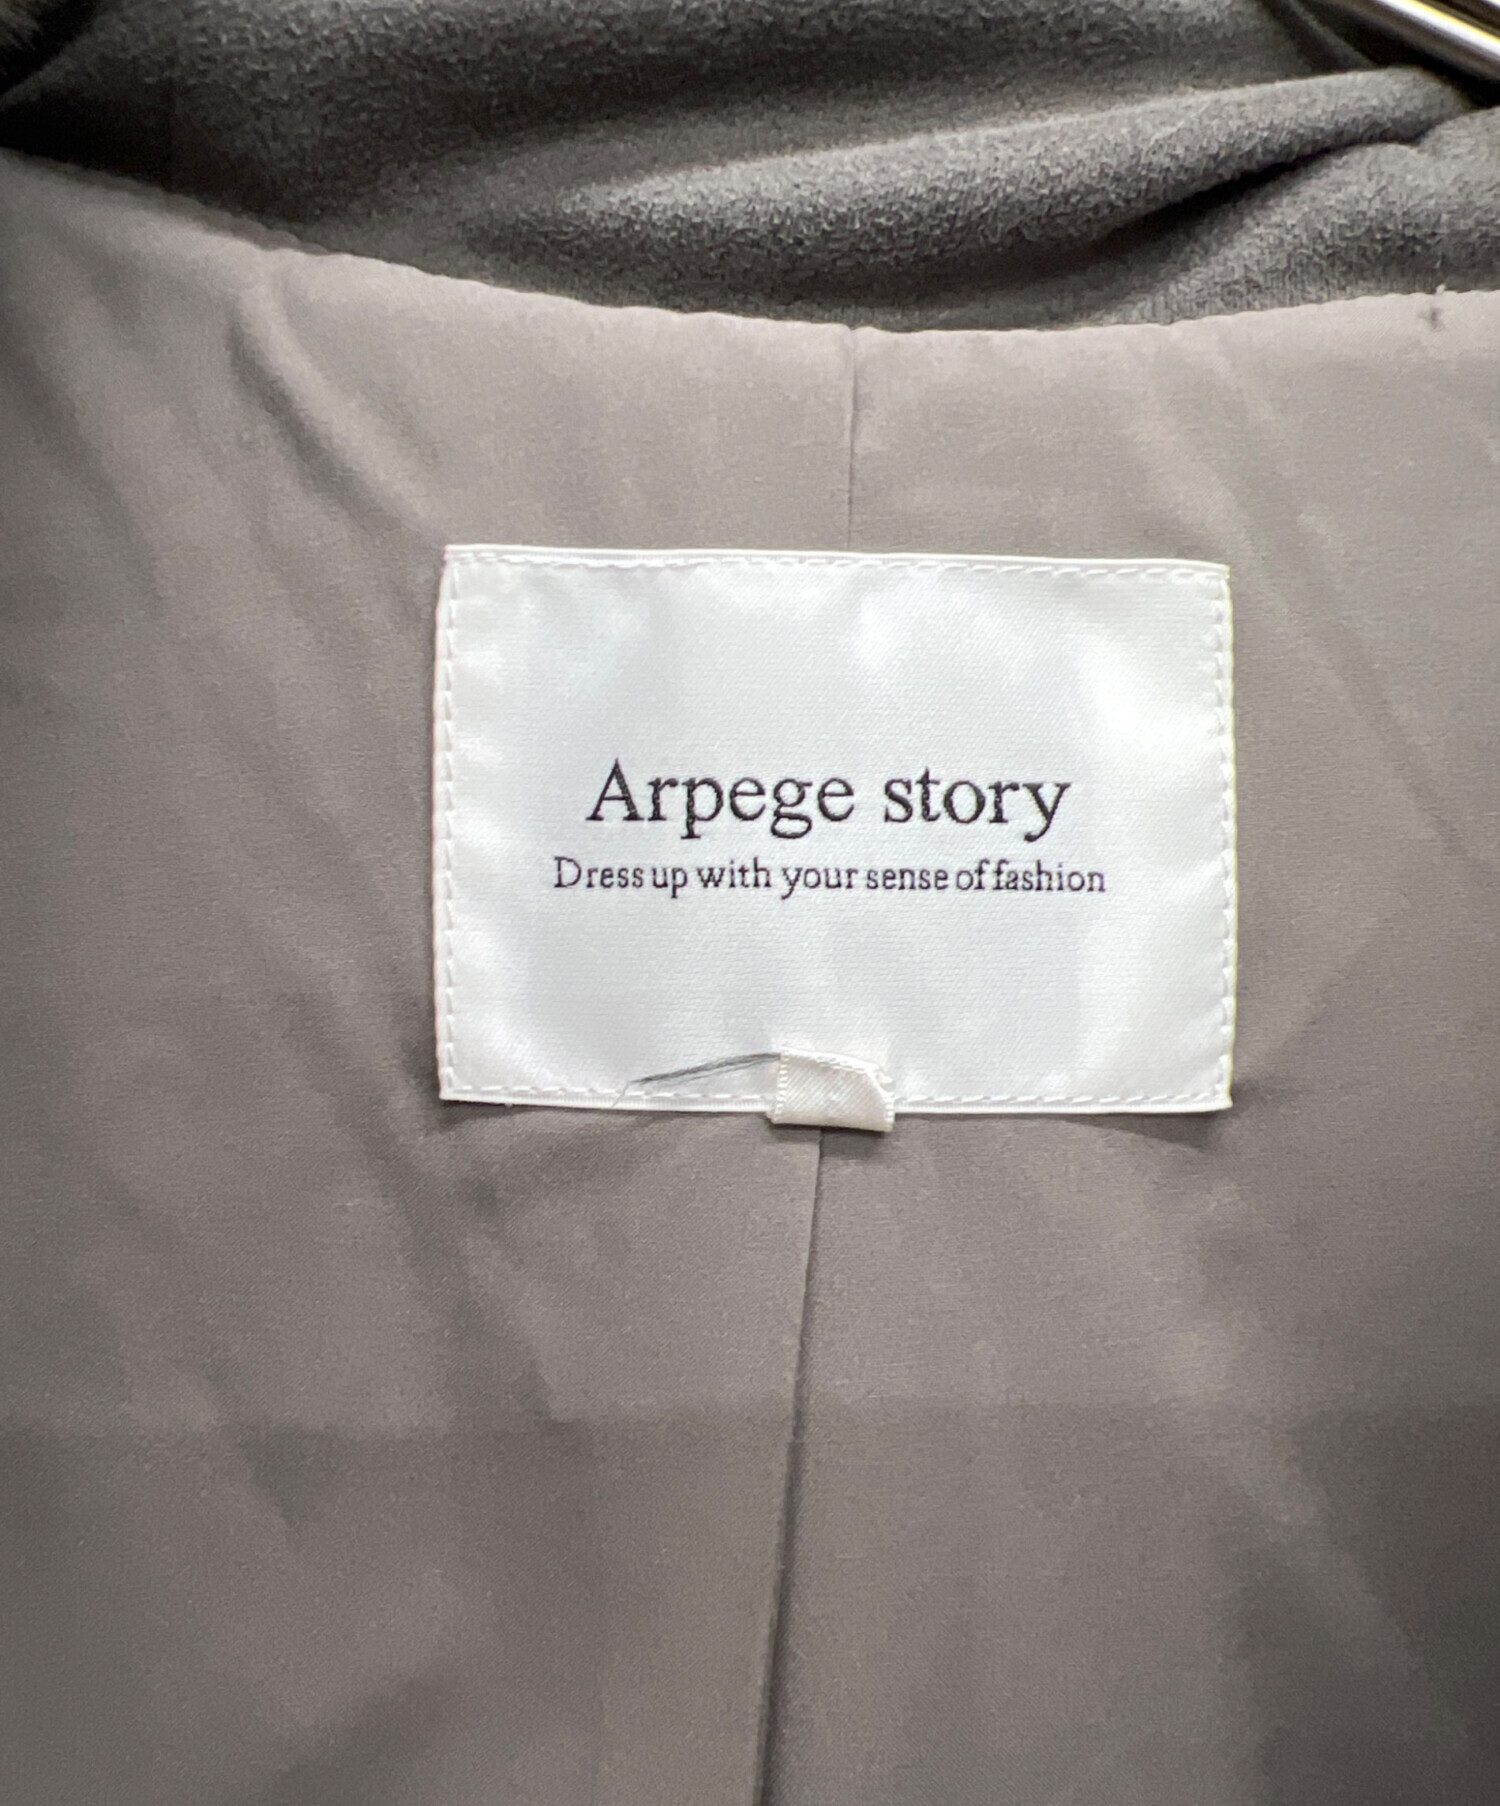 Arpege story
Dress up with your sense of fashion